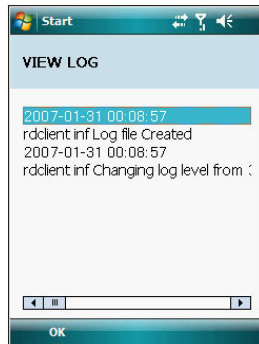 Start
VIEW LOG
2007-01-31 00:08:57
rdclient inf Log file Created
2007-01-31 00:08:57
rdclient inf Changing log level from
OK